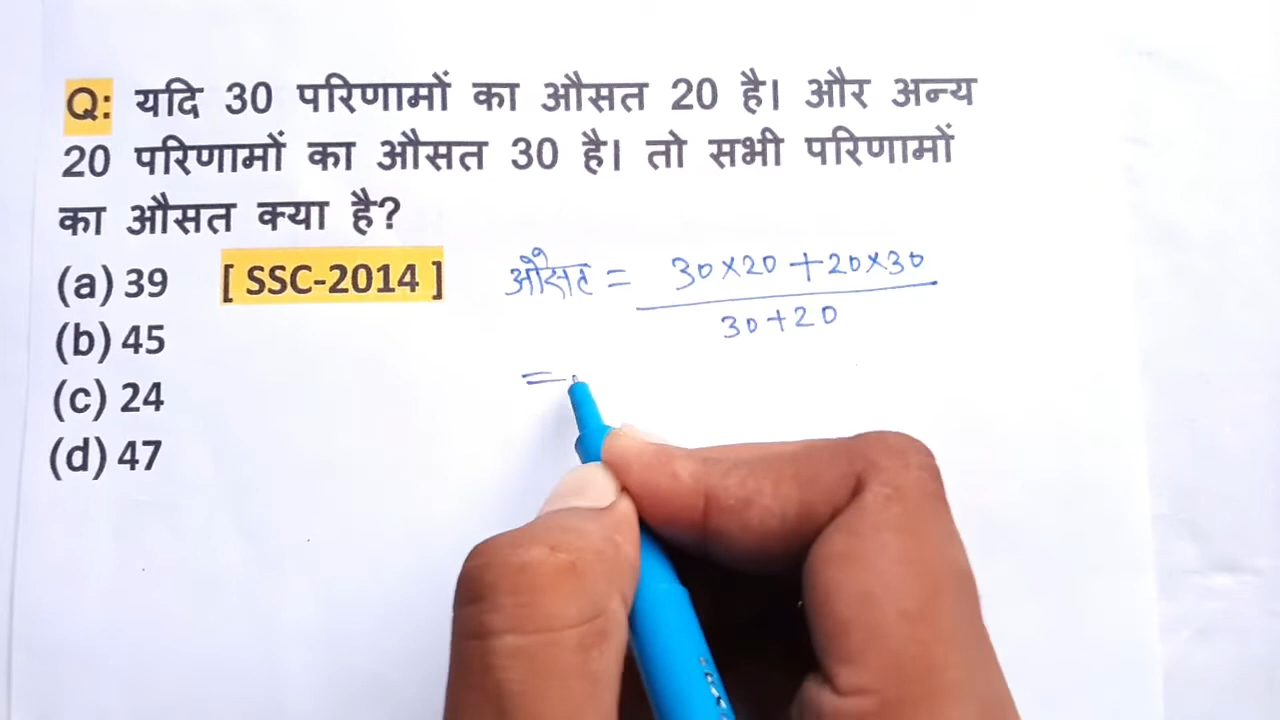 Q: यदि 30 परिणामों का औसत 20 है। और अन्य
20 परिणामों का औसत 30 है। तो सभी परिणामों
का औसत क्या है?
(a) 39 [ SSC-2014 ]
(b) 45
(c) 24
(d) 47
औसत = 30×20 +20×30
30+20
=